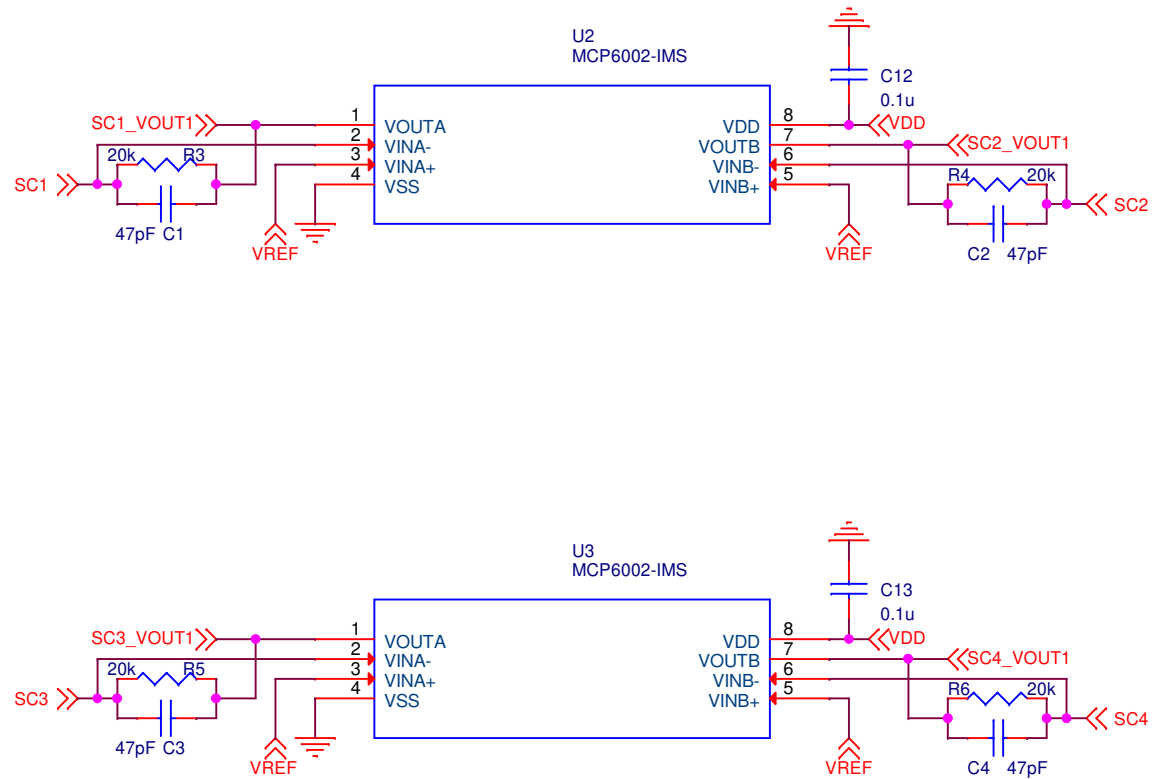 U2
MCP6002-IMS
C12
0.1u
SC1_VOUT1
1
VOUTA
VDD
8
VDD
2
VINA-
VOUTB
7
SC2_VOUT1
20k
R3
3
VINA+
VINB-
6
SC1
4
VSS
VINB+
5
R4
20k
SC2
47pF
C1
VREF
VREF
C2
47pF
U3
MCP6002-IMS
C13
0.1u
SC3_VOUT1
1
VOUTA
VDD
8
VDD
2
VINA-
VOUTB
7
SC4_VOUT1
20k
R5
3
VINA+
VINB-
6
SC3
4
VSS
VINB+
5
R6
20k
SC4
47pF
C3
VREF
VREF
C4
47pF